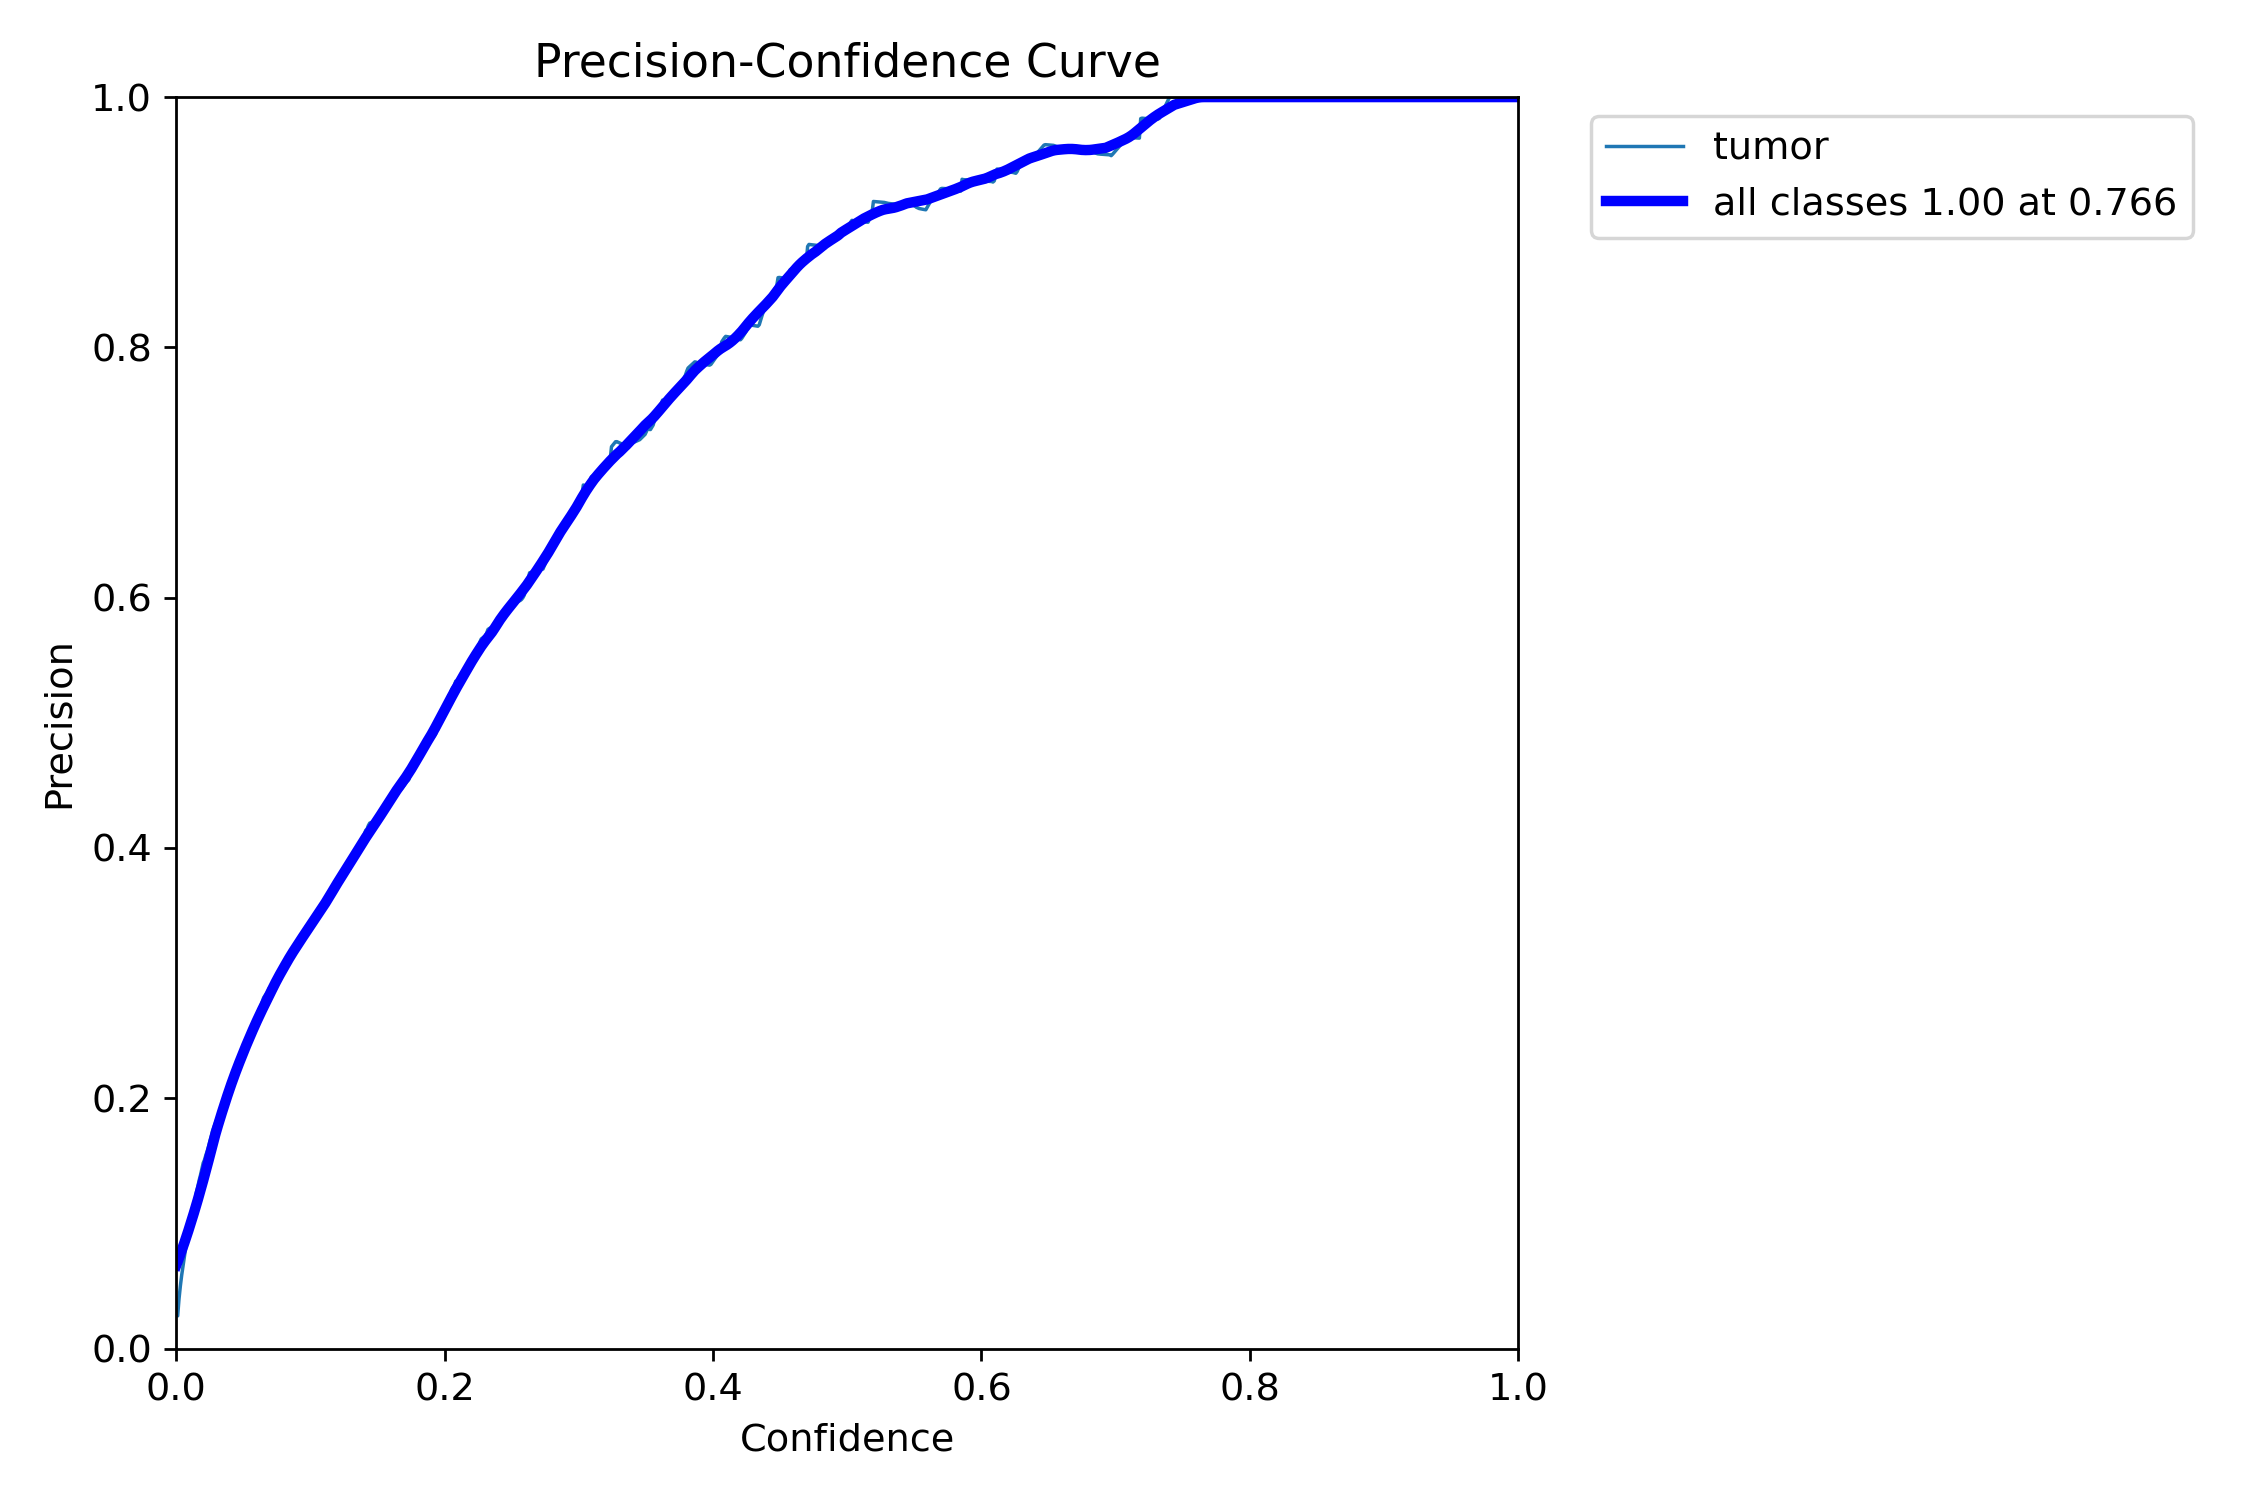 Precision-Confidence Curve
1.0
0.8
0.6
0.4
0.2
0.0
Precision
0.0 0.2 0.4 0.6 0.8 1.0
Confidence
tumor
all classes 1.00 at 0.766